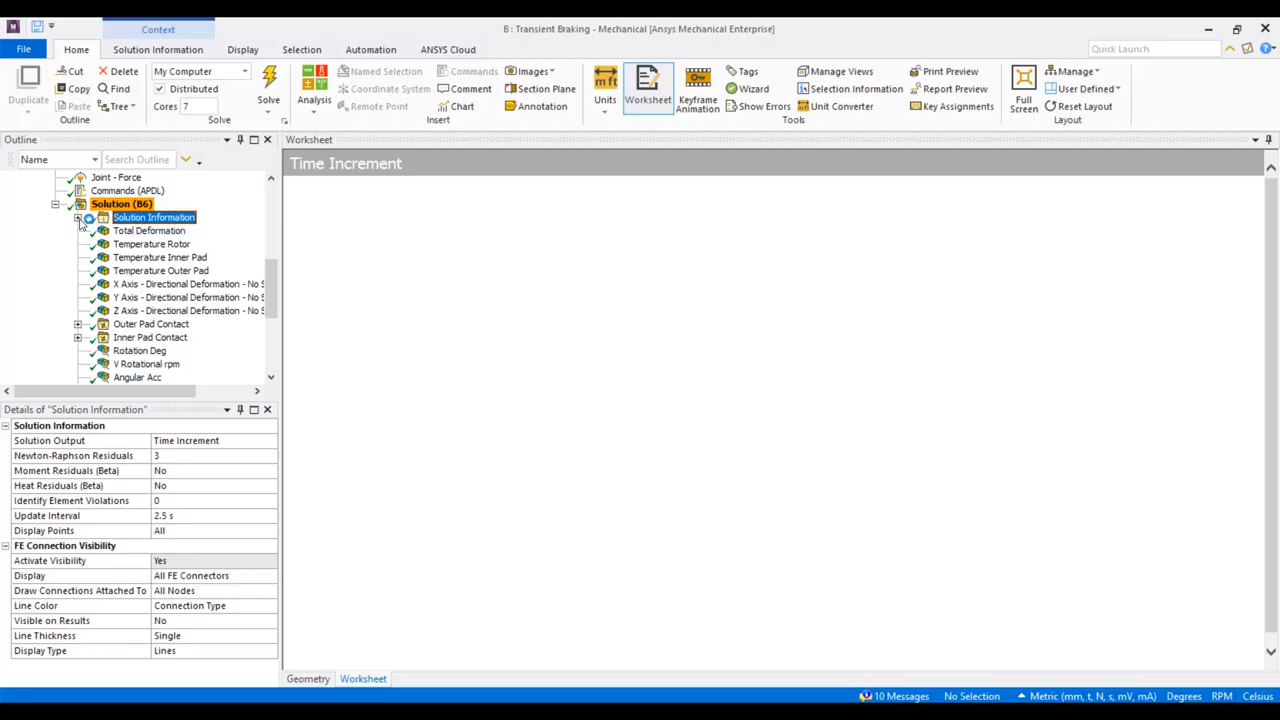 B : Transient Braking - Mechanical [Ansys Mechanical Enterprise]
Context
File Home Solution Information Display Selection Automation ANSYS Cloud Quick Launch
Duplicate
Cut
Copy
Paste
Delete
Find
Tree
Outline
My Computer
Distributed
Cores 7
Solve
Solve
Analysis
Named Selection
Coordinate System
Remote Point
Commands
Comment
Chart
Images
Section Plane
Annotation
Insert
Units
Worksheet
Keyframe
Animation
Tags
Wizard
Show Errors
Manage Views
Selection Information
Unit Converter
Print Preview
Report Preview
Key Assignments
Tools
Full
Screen
Manage
User Defined
Reset Layout
Layout
Outline
Name Search Outline
Joint - Force
Commands (APDL)
Solution (B6)
Solution Information
Total Deformation
Temperature Rotor
Temperature Inner Pad
Temperature Outer Pad
X Axis - Directional Deformation - No S
Y Axis - Directional Deformation - No S
Z Axis - Directional Deformation - No S
Outer Pad Contact
Inner Pad Contact
Rotation Deg
V Rotational rpm
Angular Acc
Details of "Solution Information"
Solution Information
Solution Output Time Increment
Newton-Raphson Residuals 3
Moment Residuals (Beta) No
Heat Residuals (Beta) No
Identify Element Violations 0
Update Interval 2.5 s
Display Points All
FE Connection Visibility
Activate Visibility Yes
Display All FE Connectors
Draw Connections Attached To All Nodes
Line Color Connection Type
Visible on Results No
Line Thickness Single
Display Type Lines
Worksheet
Time Increment
Geometry Worksheet
10 Messages No Selection Metric (mm, t, N, s, mV, mA) Degrees RPM Celsius